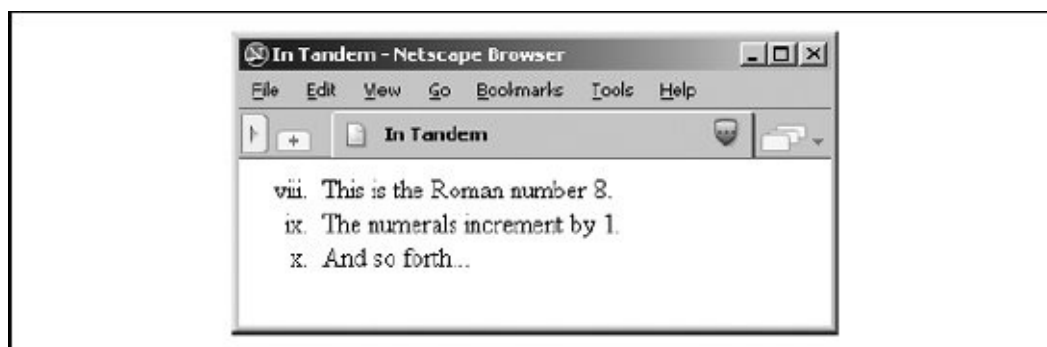 In Tandem - Netscape Browser
File Edit View Go Bookmarks Tools Help
In Tandem
viii. This is the Roman number 8.
ix. The numerals increment by 1.
x. And so forth...